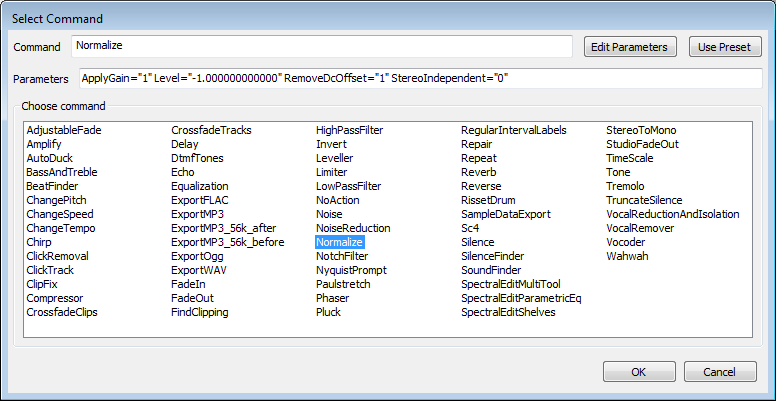 Select Command
Command Normalize Edit Parameters Use Preset
Parameters ApplyGain="1" Level="-1.000000000000" RemoveDcOffset="1" StereoIndependent="0"
Choose command
AdjustableFade CrossfadeTracks HighPassFilter RegularIntervalLabels StereoToMono
Amplify Delay Invert Repair StudioFadeOut
AutoDuck DtmfTones Leveller Repeat TimeScale
BassAndTreble Echo Limiter Reverb Tone
BeatFinder Equalization LowPassFilter Reverse Tremolo
ChangePitch ExportFLAC NoAction RissetDrum TruncateSilence
ChangeSpeed ExportMP3 Noise SampleDataExport VocalReductionAndIsolation
ChangeTempo ExportMP3_56k_after NoiseReduction Sc4 VocalRemover
Chirp ExportMP3_56k_before Normalize Silence Vocoder
ClickRemoval ExportOgg NotchFilter SilenceFinder Wahwah
ClickTrack ExportWAV NyquistPrompt SoundFinder
ClipFix FadeIn Paulstretch SpectralEditMultiTool
Compressor FadeOut Phaser SpectralEditParametricEq
CrossfadeClips FindClipping Pluck SpectralEditShelves
OK Cancel